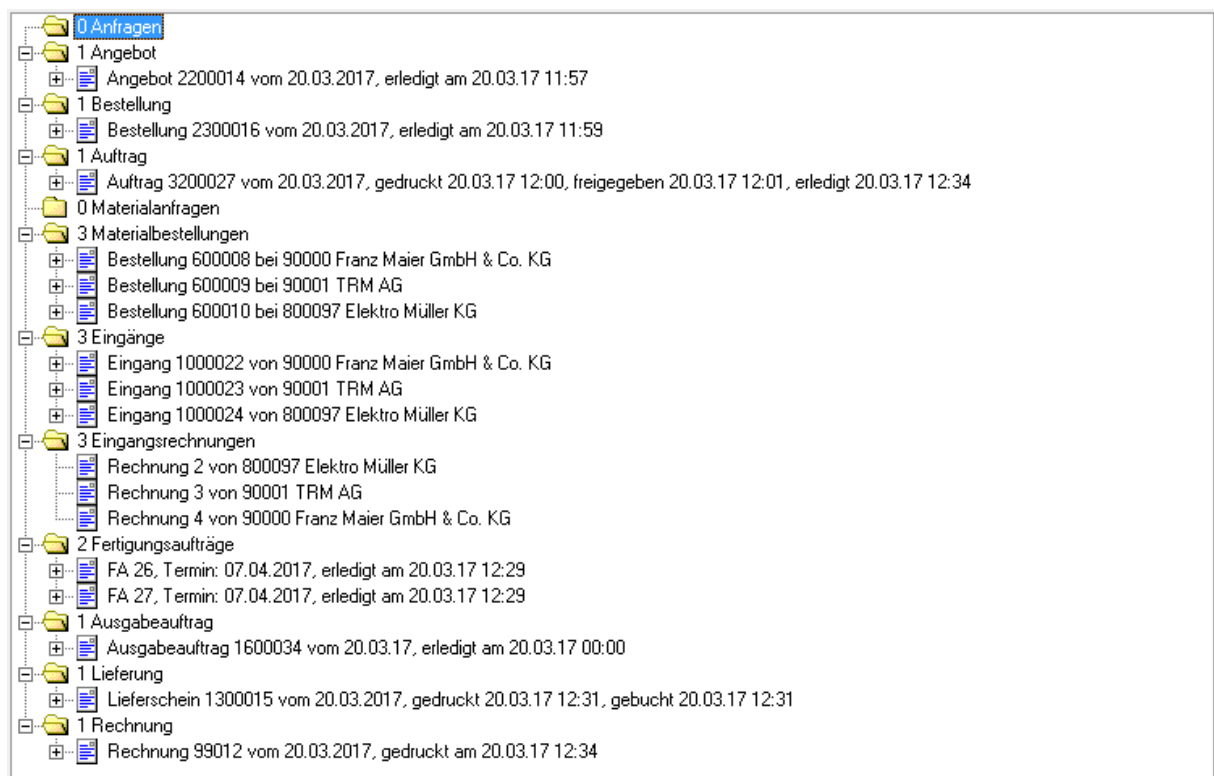 0 Anfragen
1 Angebot
Angebot 2200014 vom 20.03.2017, erledigt am 20.03.17 11:57
1 Bestellung
Bestellung 2300016 vom 20.03.2017, erledigt am 20.03.17 11:59
1 Auftrag
Auftrag 3200027 vom 20.03.2017, gedruckt 20.03.17 12:00, freigegeben 20.03.17 12:01, erledigt 20.03.17 12:34
0 Materialanfragen
3 Materialbestellungen
Bestellung 600008 bei 90000 Franz Maier GmbH & Co. KG
Bestellung 600009 bei 90001 TRM AG
Bestellung 600010 bei 800097 Elektro Müller KG
3 Eingänge
Eingang 1000022 von 90000 Franz Maier GmbH & Co. KG
Eingang 1000023 von 90001 TRM AG
Eingang 1000024 von 800097 Elektro Müller KG
3 Eingangsrechnungen
Rechnung 2 von 800097 Elektro Müller KG
Rechnung 3 von 90001 TRM AG
Rechnung 4 von 90000 Franz Maier GmbH & Co. KG
2 Fertigungsaufträge
FA 26, Termin: 07.04.2017, erledigt am 20.03.17 12:29
FA 27, Termin: 07.04.2017, erledigt am 20.03.17 12:29
1 Ausgabeauftrag
Ausgabeauftrag 1600034 vom 20.03.17, erledigt am 20.03.17 00:00
1 Lieferung
Lieferschein 1300015 vom 20.03.2017, gedruckt 20.03.17 12:31, gebucht 20.03.17 12:31
1 Rechnung
Rechnung 99012 vom 20.03.2017, gedruckt am 20.03.17 12:34